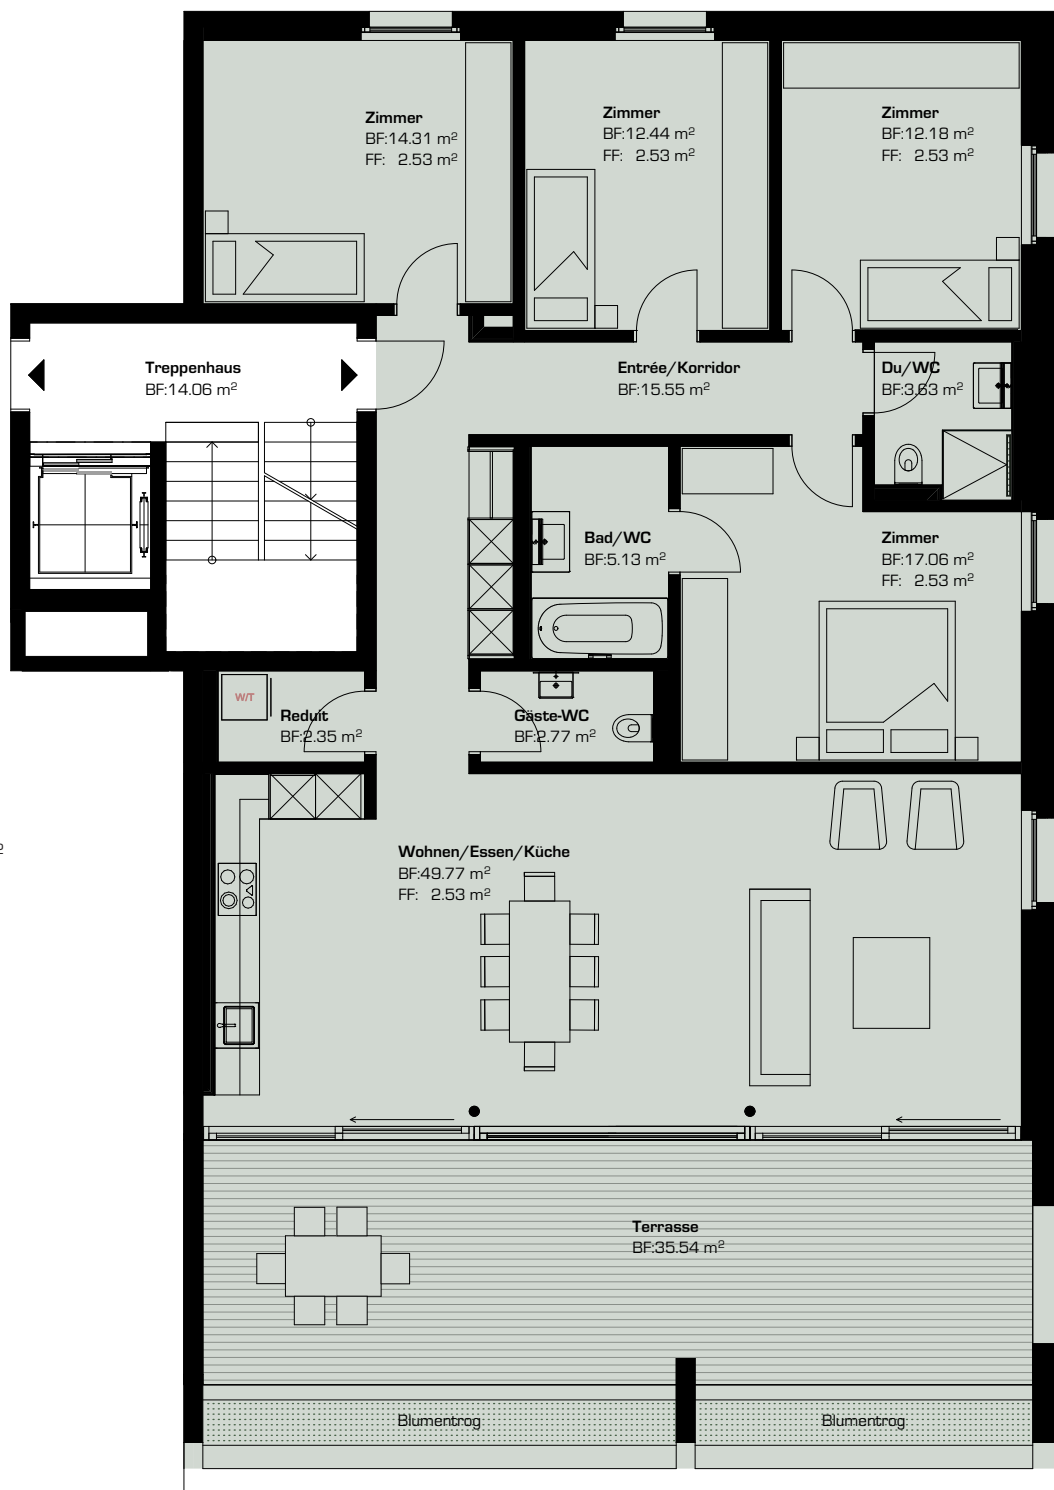 Zimmer
BF:14.31 m²
FF: 2.53 m²
Zimmer
BF:12.44 m²
FF: 2.53 m²
Zimmer
BF:12.18 m²
FF: 2.53 m²
Treppenhaus
BF:14.06 m²
Entrée/Korridor
BF:15.55 m²
Du/WC
BF:3.63 m²
Bad/WC
BF:5.13 m²
Zimmer
BF:17.06 m²
FF: 2.53 m²
W/T
Reduit
BF:2.35 m²
Gäste-WC
BF:2.77 m²
Wohnen/Essen/Küche
BF:49.77 m²
FF: 2.53 m²
Terrasse
BF:35.54 m²
Blumentrog
Blumentrog